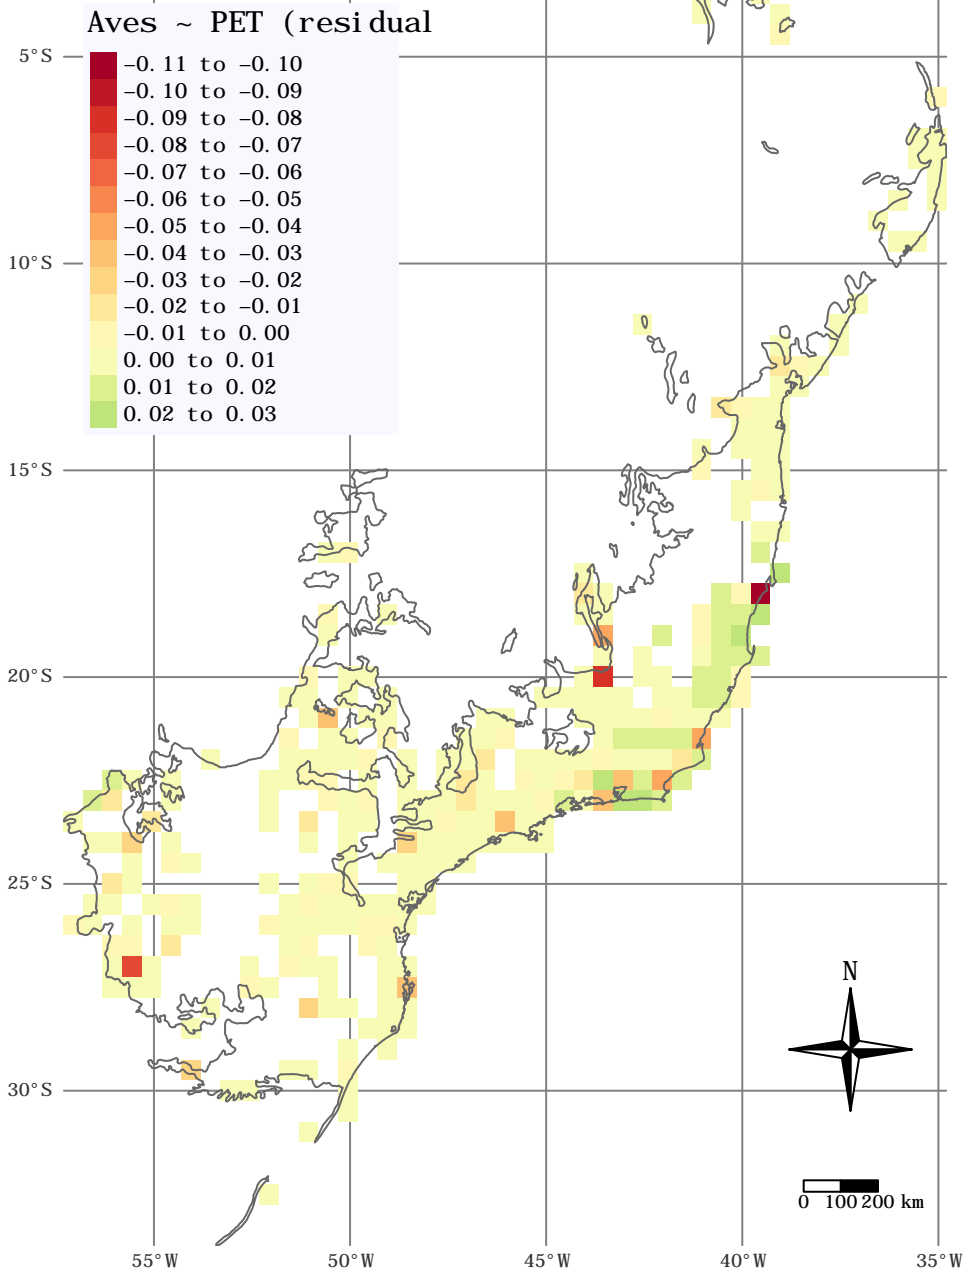 Aves ~ PET (residual
−0.11 to −0.10
−0.10 to −0.09
−0.09 to −0.08
−0.08 to −0.07
−0.07 to −0.06
−0.06 to −0.05
−0.05 to −0.04
−0.04 to −0.03
−0.03 to −0.02
−0.02 to −0.01
−0.01 to 0.00
0.00 to 0.01
0.01 to 0.02
0.02 to 0.03
5°S
10°S
15°S
20°S
25°S
30°S
N
0 100 200 km
55°W 50°W 45°W 40°W 35°W